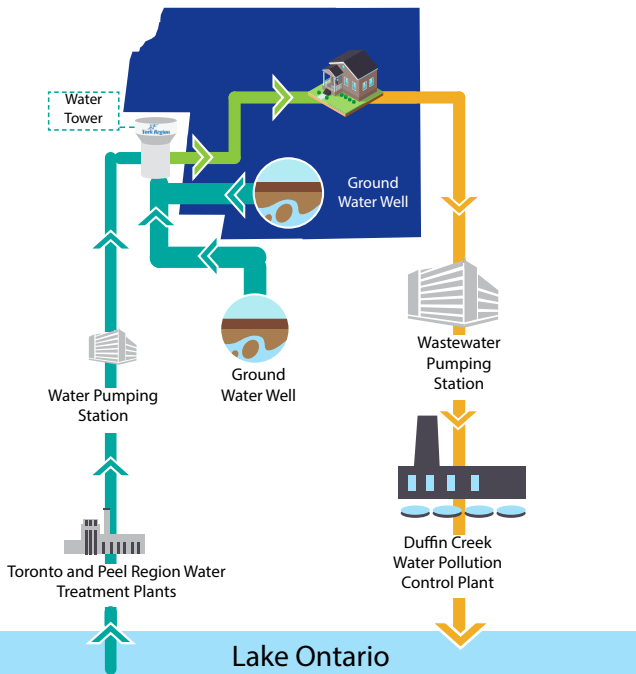 Water
Tower
York Region
Ground
Water Well
Ground
Water Well
Water Pumping
Station
Wastewater
Pumping
Station
Toronto and Peel Region Water
Treatment Plants
Duffin Creek
Water Pollution
Control Plant
Lake Ontario